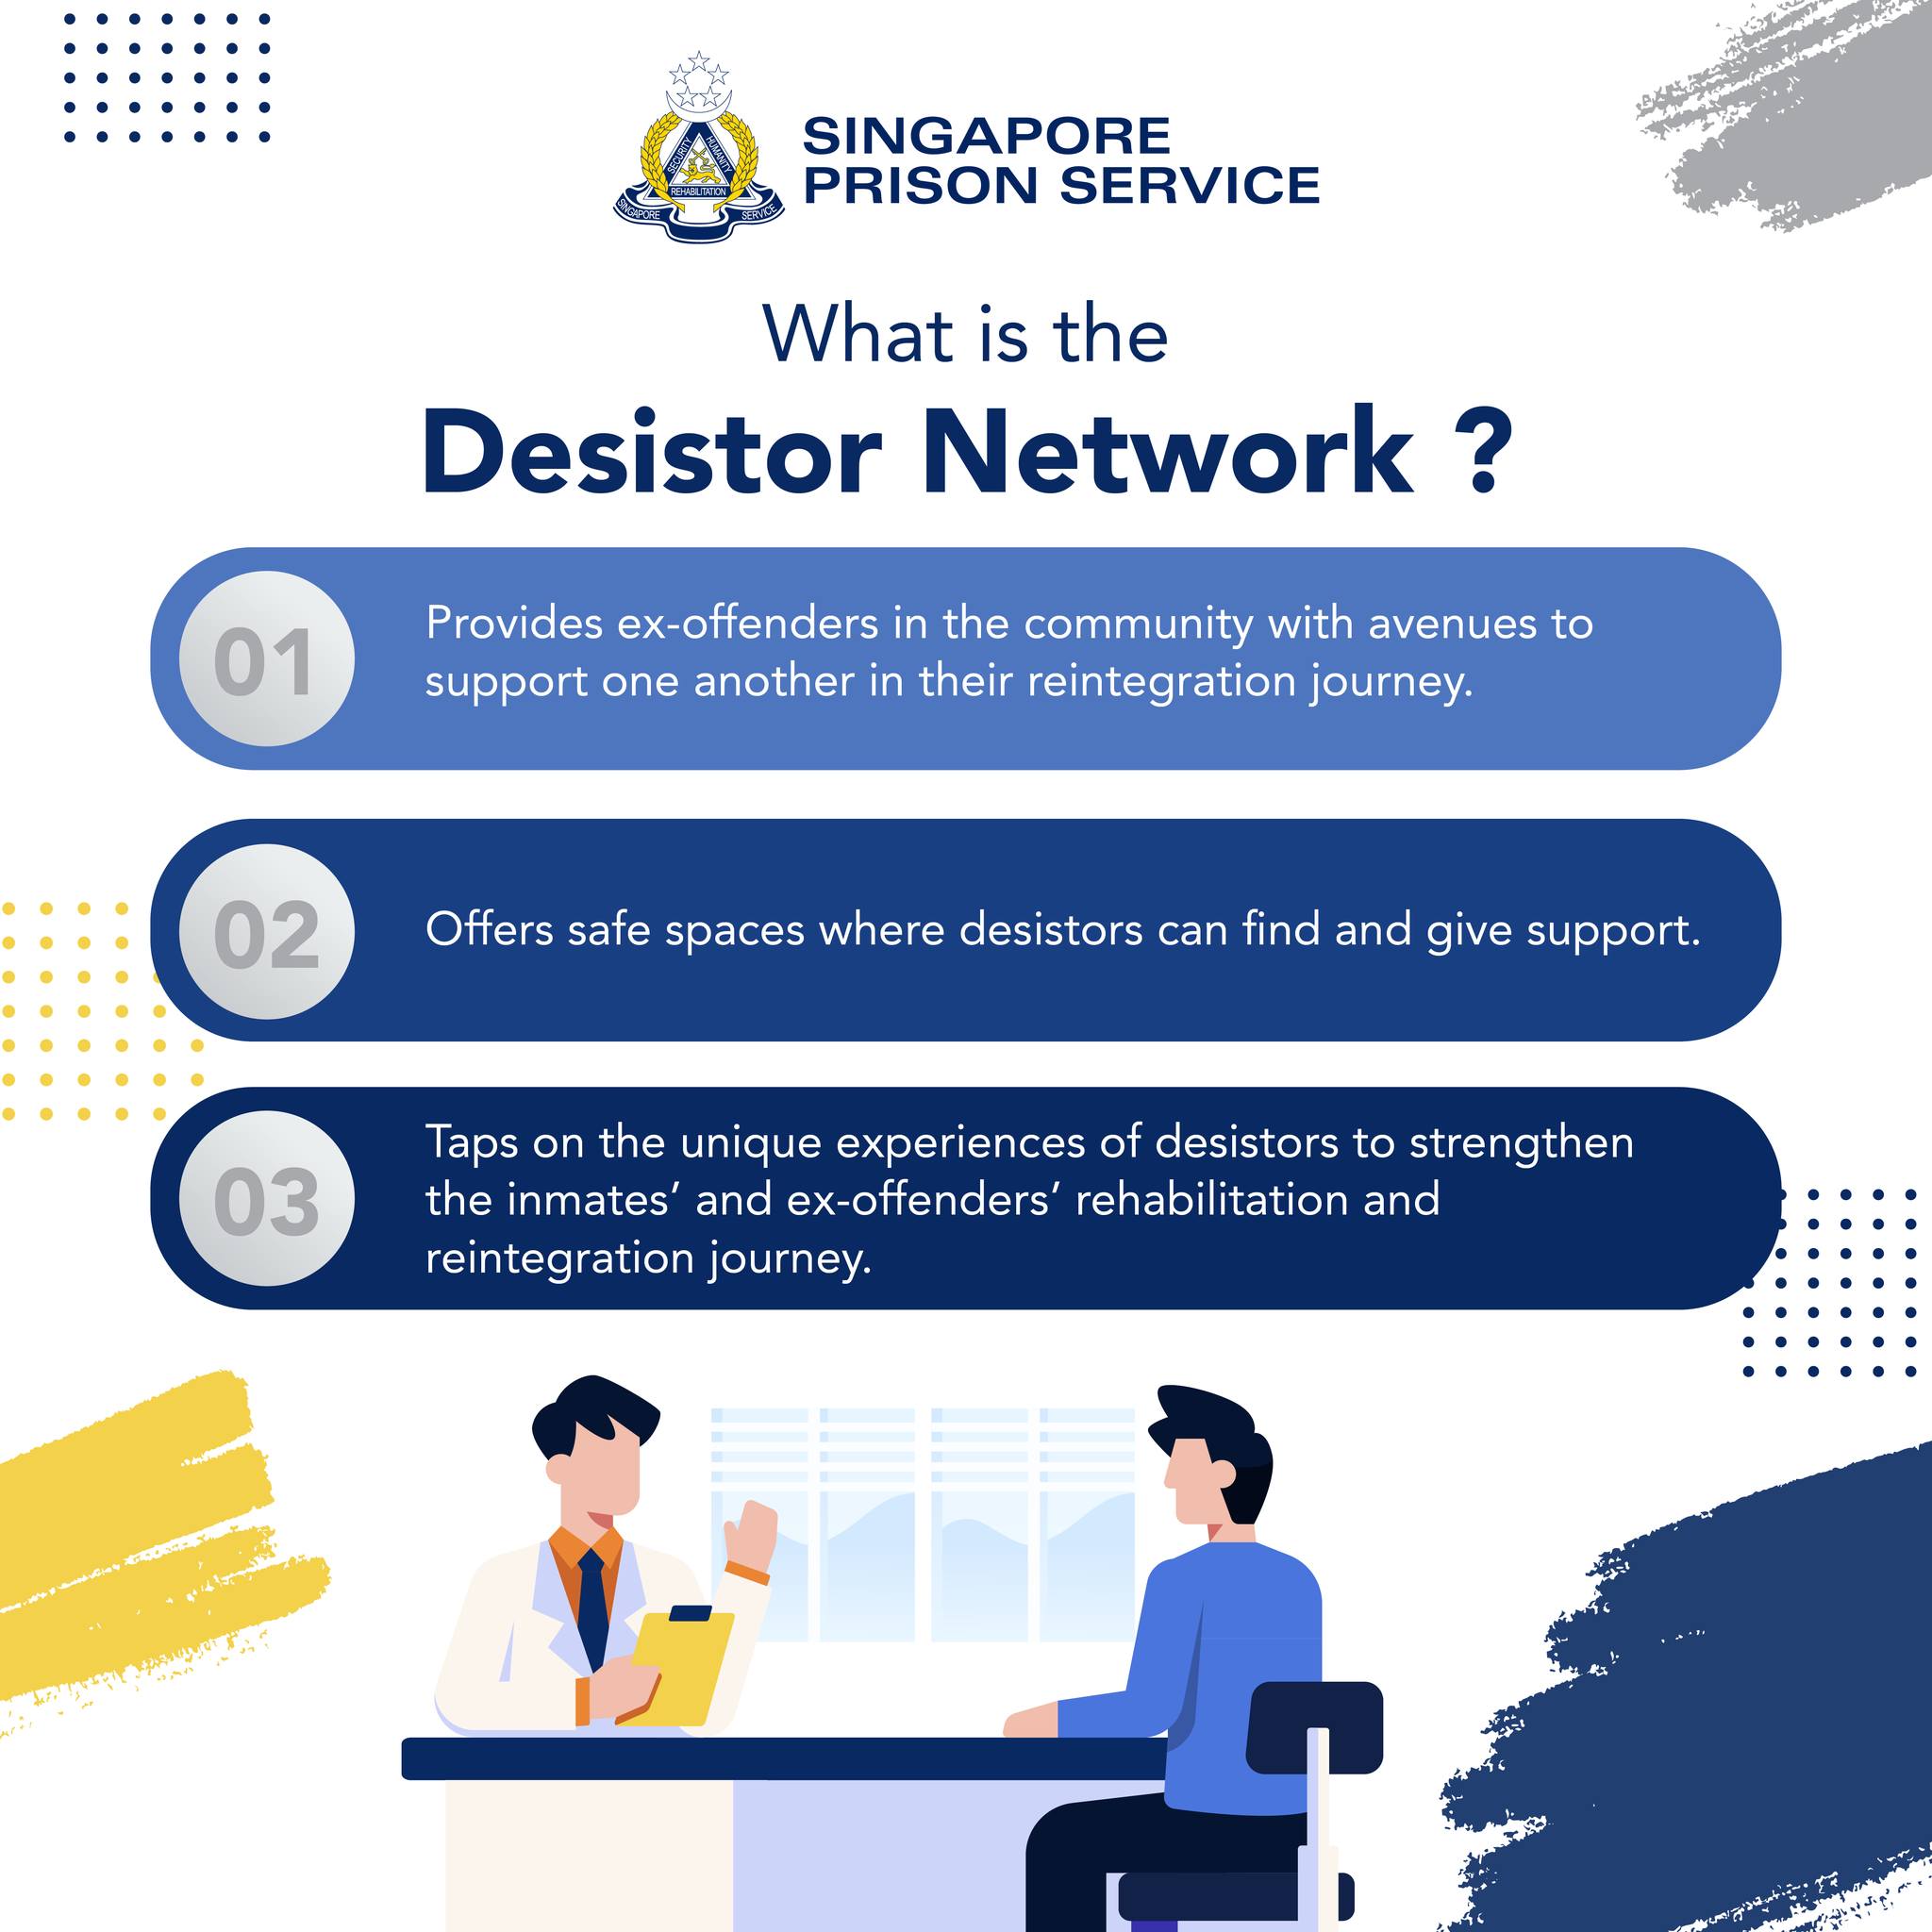 SECURITY
HUMANITY
REHABILITATION
SINGAPORE
SERVICE
SINGAPORE
PRISON SERVICE
What is the
Desistor Network ?
01
Provides ex-offenders in the community with avenues to
support one another in their reintegration journey.
02
Offers safe spaces where desistors can find and give support.
03
Taps on the unique experiences of desistors to strengthen
the inmates’ and ex-offenders’ rehabilitation and
reintegration journey.